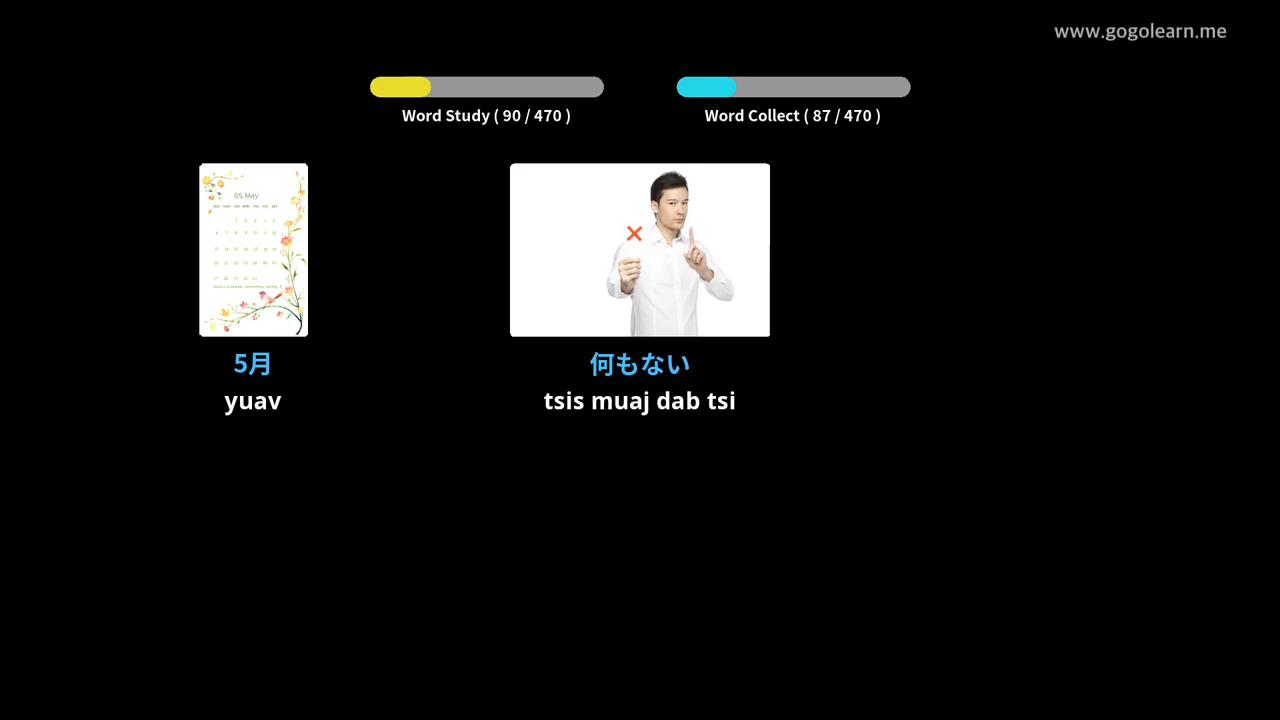 www.gogolearn.me
Word Study ( 90 / 470 )
Word Collect ( 87 / 470 )
05.May
5月
yuav
何もない
tsis muaj dab tsi